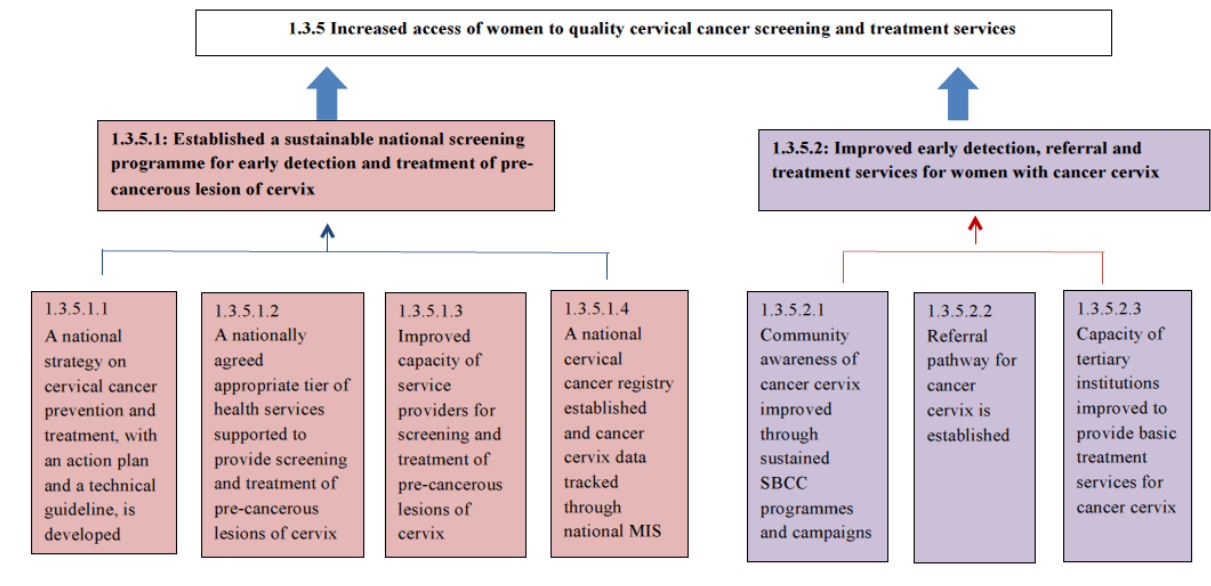 1.3.5 Increased access of women to quality cervical cancer screening and treatment services
1.3.5.1: Established a sustainable national screening
programme for early detection and treatment of pre-
cancerous lesion of cervix
1.3.5.2: Improved early detection, referral and
treatment services for women with cancer cervix
1.3.5.1.1
A national
strategy on
cervical cancer
prevention and
treatment, with
an action plan
and a technical
guideline, is
developed
1.3.5.1.2
A nationally
agreed
appropriate tier of
health services
supported to
provide screening
and treatment of
pre-cancerous
lesions of cervix
1.3.5.1.3
Improved
capacity of
service
providers for
screening and
treatment of
pre-cancerous
lesions of
cervix
1.3.5.1.4
A national
cervical
cancer registry
established
and cancer
cervix data
tracked
through
national MIS
1.3.5.2.1
Community
awareness of
cancer cervix
improved
through
sustained
SBCC
programmes
and campaigns
1.3.5.2.2
Referral
pathway for
cancer
cervix is
established
1.3.5.2.3
Capacity of
tertiary
institutions
improved to
provide basic
treatment
services for
cancer cervix